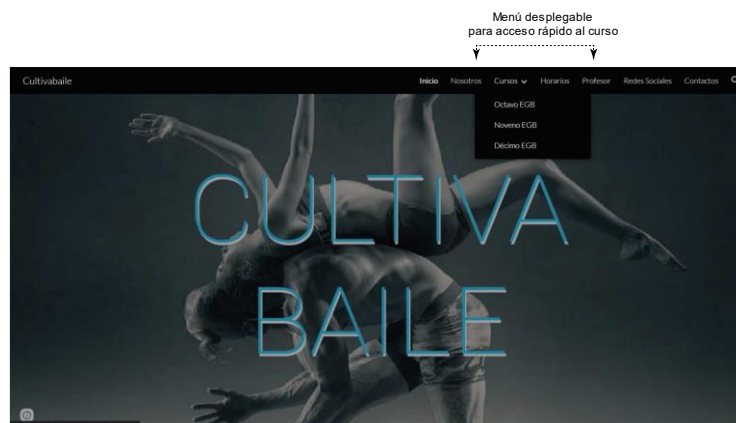 Menú desplegable
para acceso rápido al curso
Cultivabaile
Inicio Nosotros Cursos Horarios Profesor Redes Sociales Contactos
Octavo EGB
Noveno EGB
Décimo EGB
CULTIVA
BAILE